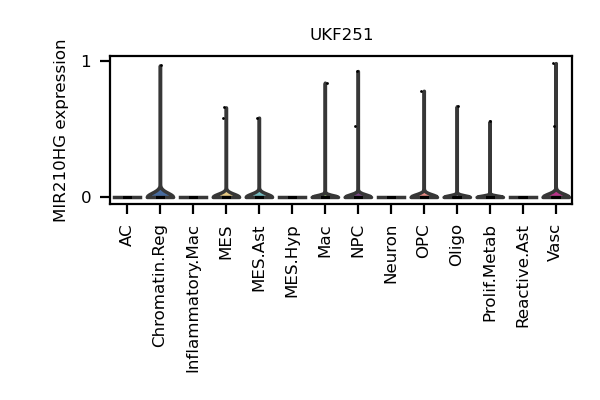 UKF251
MIR210HG expression
1
0
AC
Chromatin.Reg
Inflammatory.Mac
MES
MES.Ast
MES.Hyp
Mac
NPC
Neuron
OPC
Oligo
Prolif.Metab
Reactive.Ast
Vasc